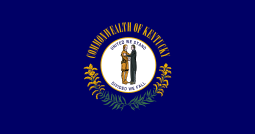 COMMONWEALTH OF KENTUCKY
UNITED WE STAND
DIVIDED WE FALL